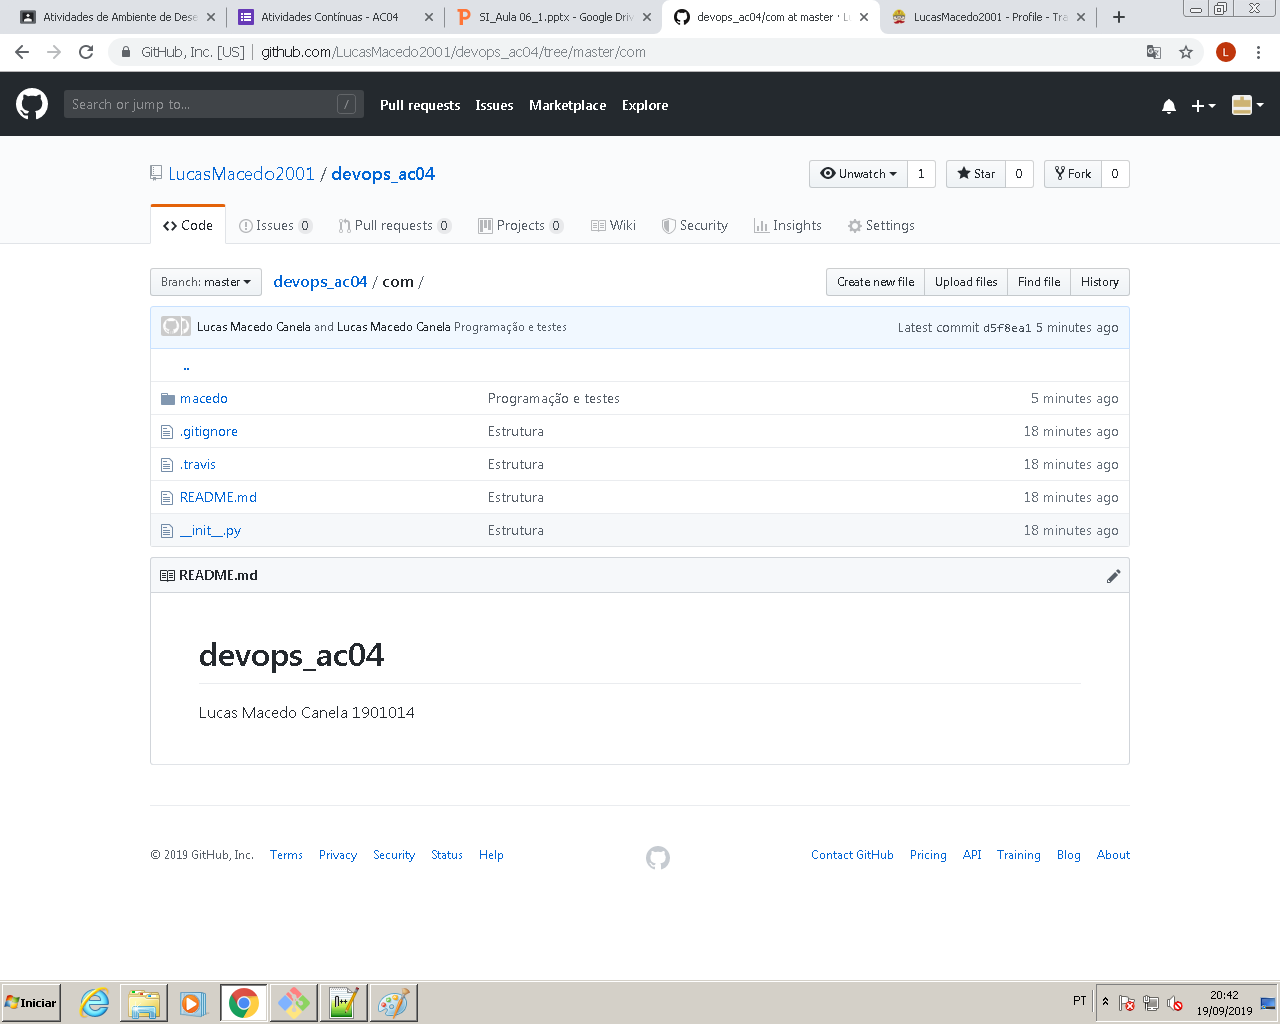 Atividades de Ambiente de Dese
Atividades Contínuas - AC04
SI_Aula 06_1.pptx - Google Driv
devops_ac04/com at master · L
LucasMacedo2001 - Profile - Tra
GitHub, Inc. [US] | github.com/LucasMacedo2001/devops_ac04/tree/master/com
L
Search or jump to... /
Pull requests Issues Marketplace Explore
LucasMacedo2001 / devops_ac04
Unwatch 1 Star 0 Fork 0
Code Issues 0 Pull requests 0 Projects 0 Wiki Security Insights Settings
Branch: master devops_ac04 / com /
Create new file Upload files Find file History
Lucas Macedo Canela and Lucas Macedo Canela Programação e testes Latest commit d5f8ea1 5 minutes ago
..
macedo Programação e testes 5 minutes ago
.gitignore Estrutura 18 minutes ago
.travis Estrutura 18 minutes ago
README.md Estrutura 18 minutes ago
__init__.py Estrutura 18 minutes ago
README.md
devops_ac04
Lucas Macedo Canela 1901014
© 2019 GitHub, Inc. Terms Privacy Security Status Help
Contact GitHub Pricing API Training Blog About
Iniciar
PT
20:42
19/09/2019